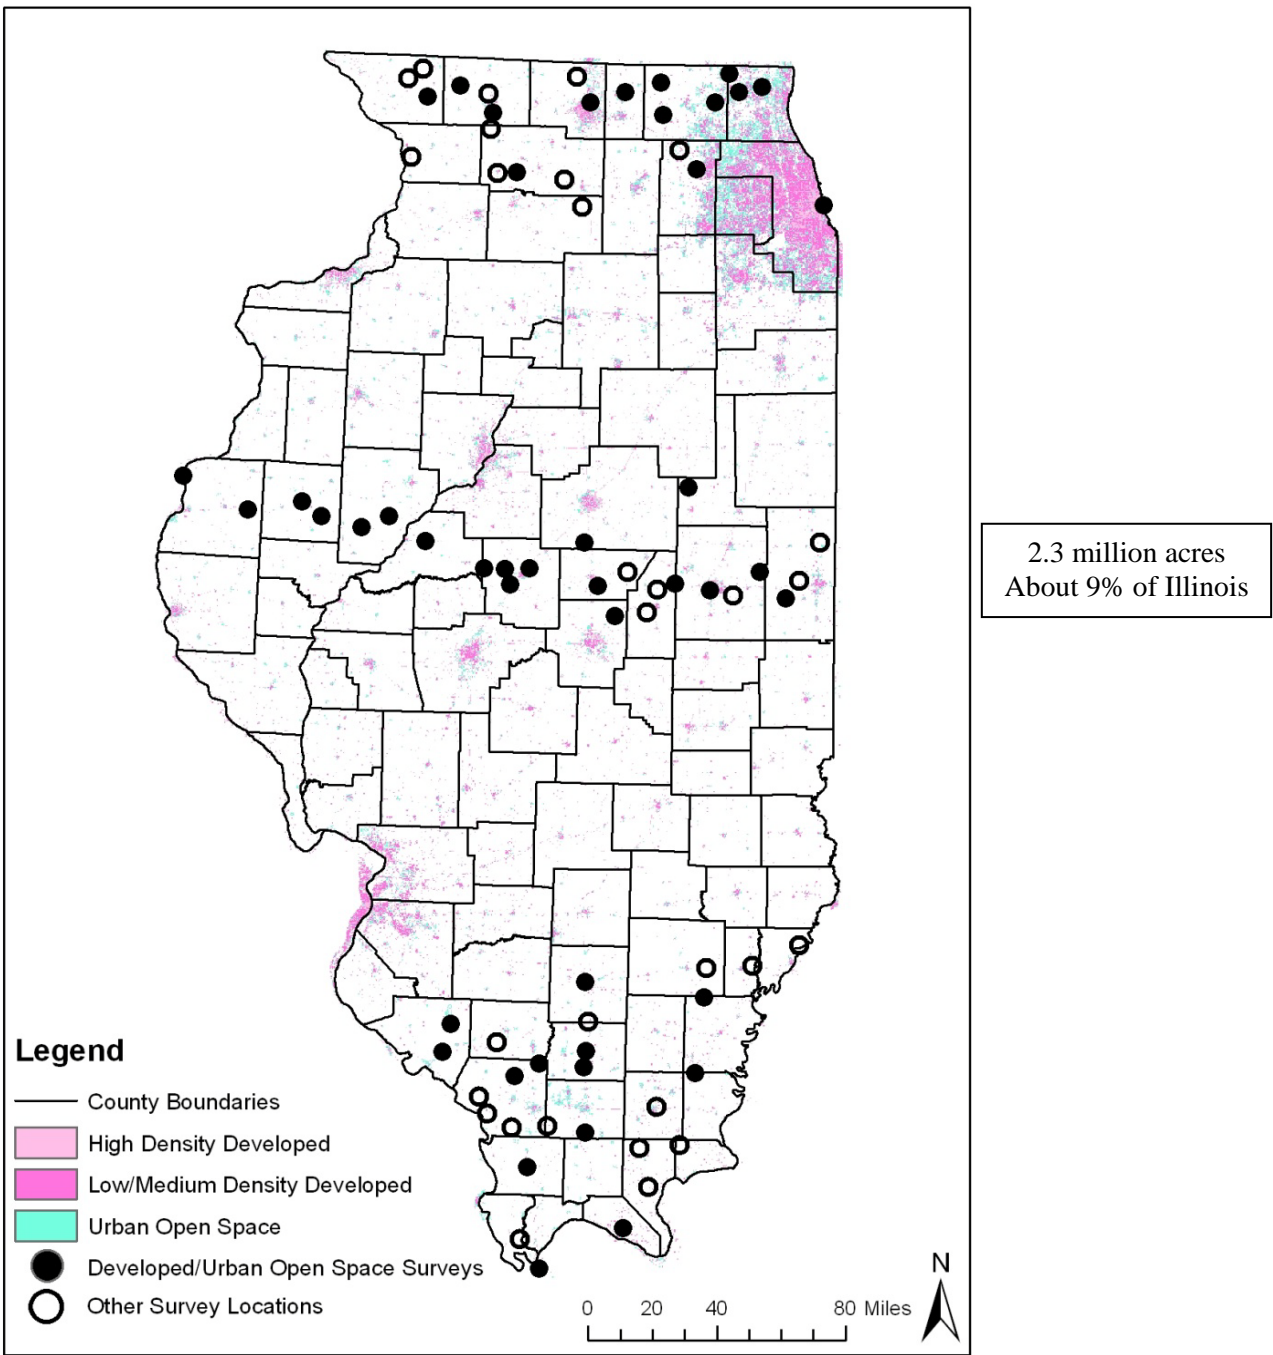 2.3 million acres
About 9% of Illinois
Legend
County Boundaries
High Density Developed
Low/Medium Density Developed
Urban Open Space
Developed/Urban Open Space Surveys
Other Survey Locations
N
0 20 40 80 Miles